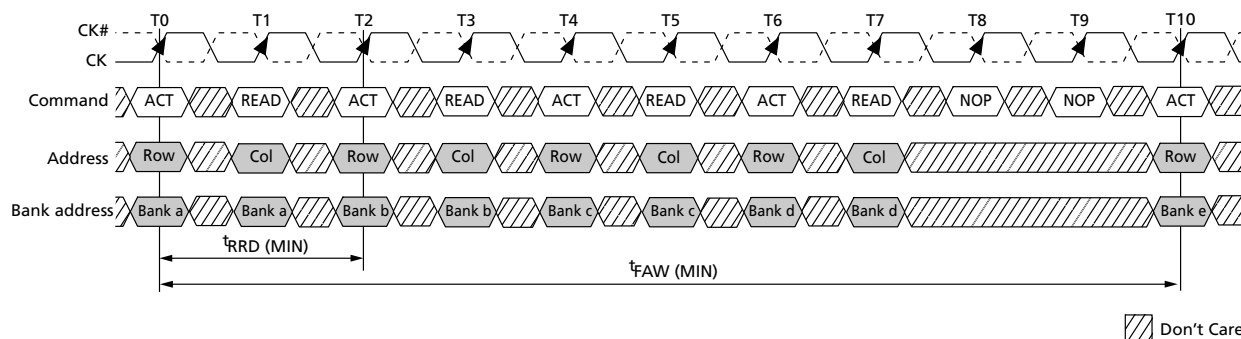 T0 T1 T2 T3 T4 T5 T6 T7 T8 T9 T10
CK#
CK
Command ACT READ ACT READ ACT READ ACT READ NOP NOP ACT
Address Row Col Row Col Row Col Row Col Row
Bank address Bank a Bank a Bank b Bank b Bank c Bank c Bank d Bank d Bank e
tRRD (MIN)
tFAW (MIN)
Don't Care